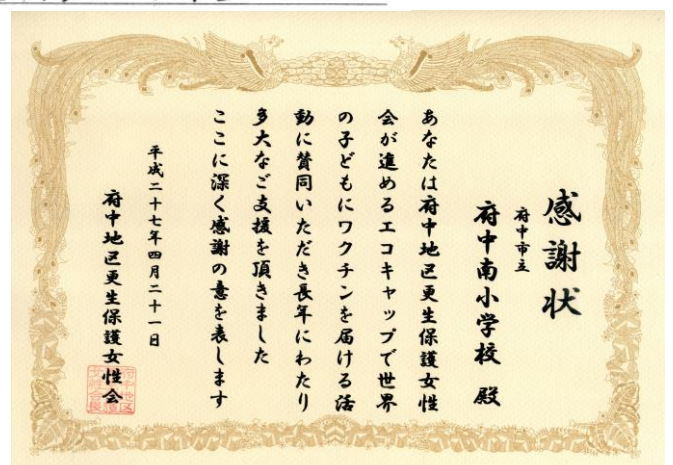 感謝状
府中市立
府中南小学校 殿
あなたは府中地区更生保護女性
会が進めるエコキャップで世界
の子どもにワクチンを届ける活
動に賛同いただき長年にわたり
多大なご支援を頂きました
ここに深く感謝の意を表します
平成二十七年四月二十一日
府中地区更生保護女性会